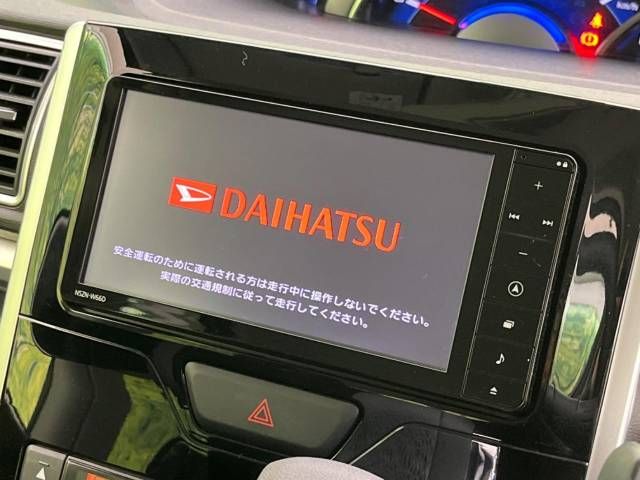 DAIHATSU
安全運転のために運転される方は走行中に操作しないでください。
実際の交通規制に従って走行してください。
NSZN-W66D